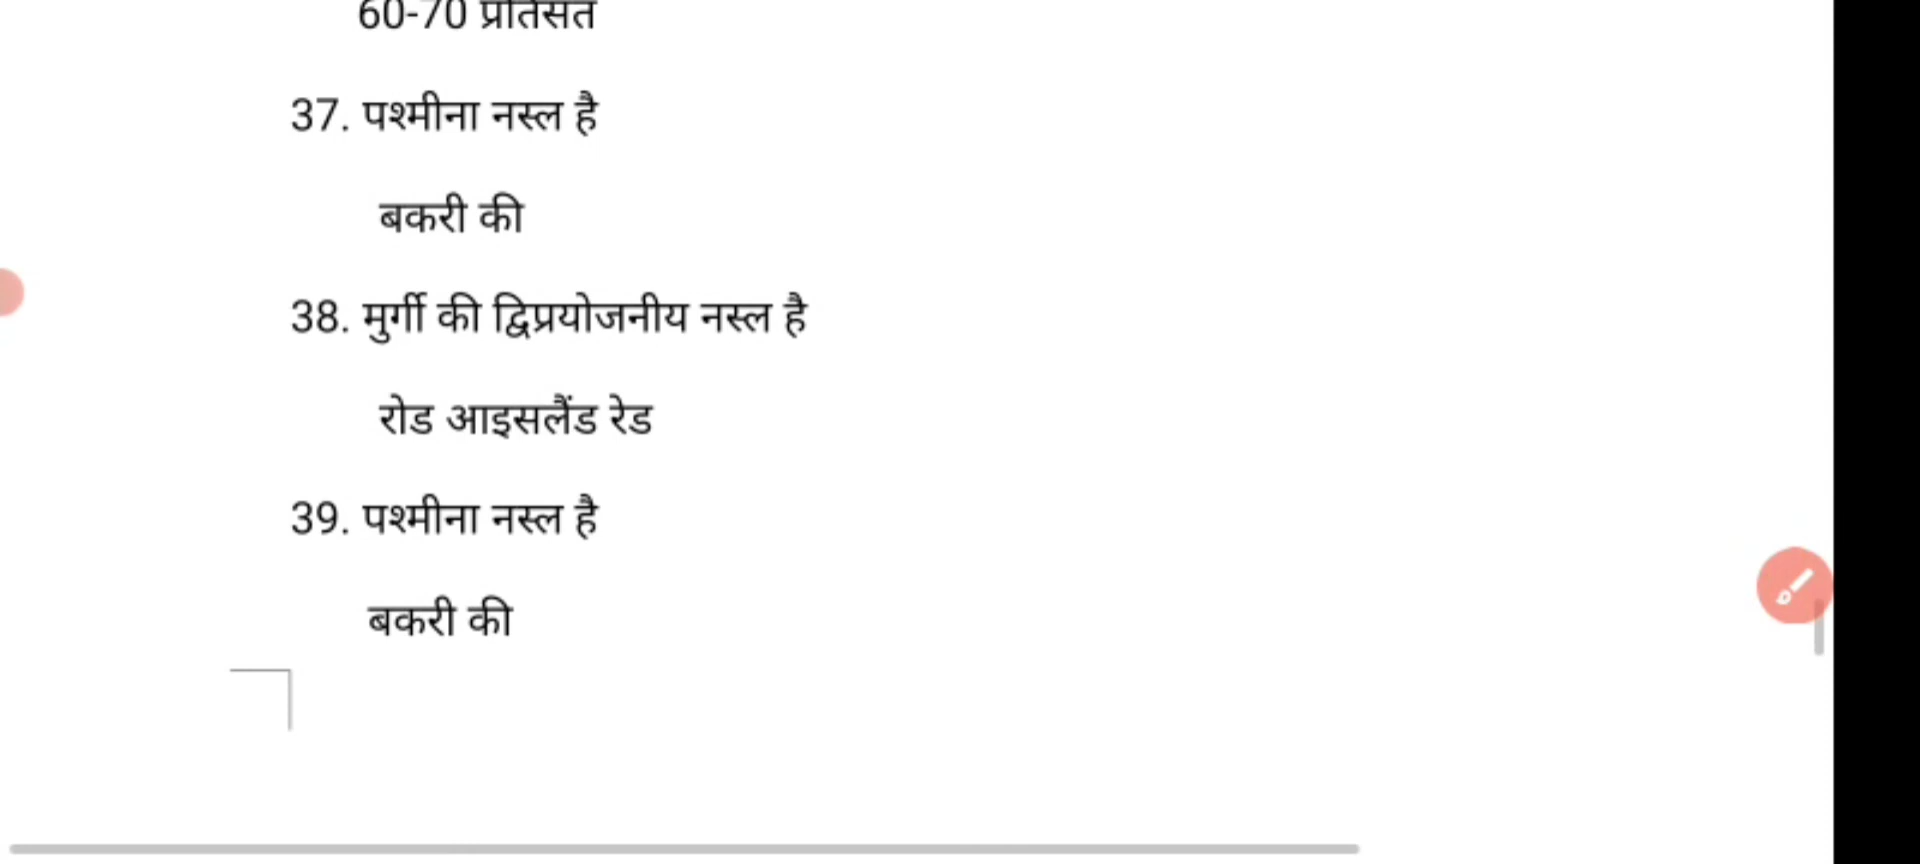 60-70 प्रतिसत
37. पश्मीना नस्ल है
बकरी की
38. मुर्गी की द्विप्रयोजनीय नस्ल है
रोड आइसलैंड रेड
39. पश्मीना नस्ल है
बकरी की